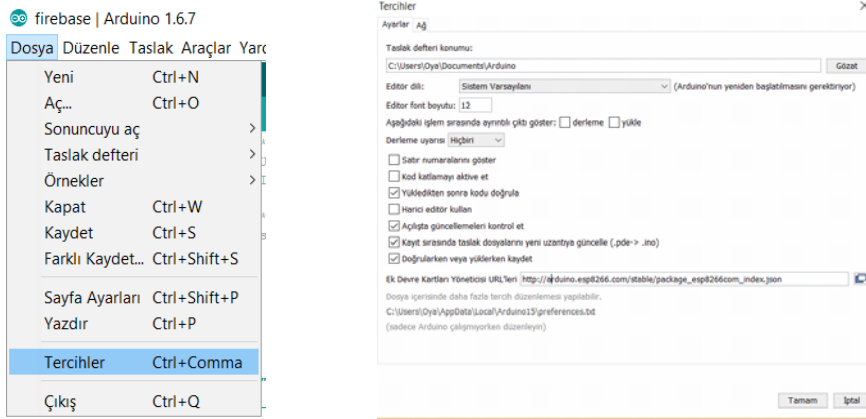 firebase | Arduino 1.6.7
Dosya Düzenle Taslak Araçlar Yarc
Yeni Ctrl+N
Aç... Ctrl+O
Sonuncuyu aç
Taslak defteri
Örnekler
Kapat Ctrl+W
Kaydet Ctrl+S
Farklı Kaydet... Ctrl+Shift+S
Sayfa Ayarları Ctrl+Shift+P
Yazdır Ctrl+P
Tercihler Ctrl+Comma
Çıkış Ctrl+Q
Tercihler
Ayarlar Ağ
Taslak defteri konumu:
C:\Users\Oya\Documents\Arduino Gözat
Editör dili: Sistem Varsayılanı (Arduino'nun yeniden başlatılmasını gerektiriyor)
Editor font boyutu: 12
Aşağıdaki işlem sırasında ayrıntılı çıktı göster: derleme yükle
Derleme uyarısı Hiçbiri
Satır numaralarını göster
Kod katlamayı aktive et
Yükledikten sonra kodu doğrula
Harici editör kullan
Açılışta güncellemeleri kontrol et
Kayıt sırasında taslak dosyalarını yeni uzantıya güncelle (.pde-> .ino)
Doğrularken veya yüklerken kaydet
Ek Devre Kartları Yöneticisi URL'leri http://arduino.esp8266.com/stable/package_esp8266com_index.json
Dosya içerisinde daha fazla tercih düzenlemesi yapılabilir.
C:\Users\Oya\AppData\Local\Arduino15\preferences.txt
(sadece Arduino çalışmıyorken düzenleyin)
Tamam İptal